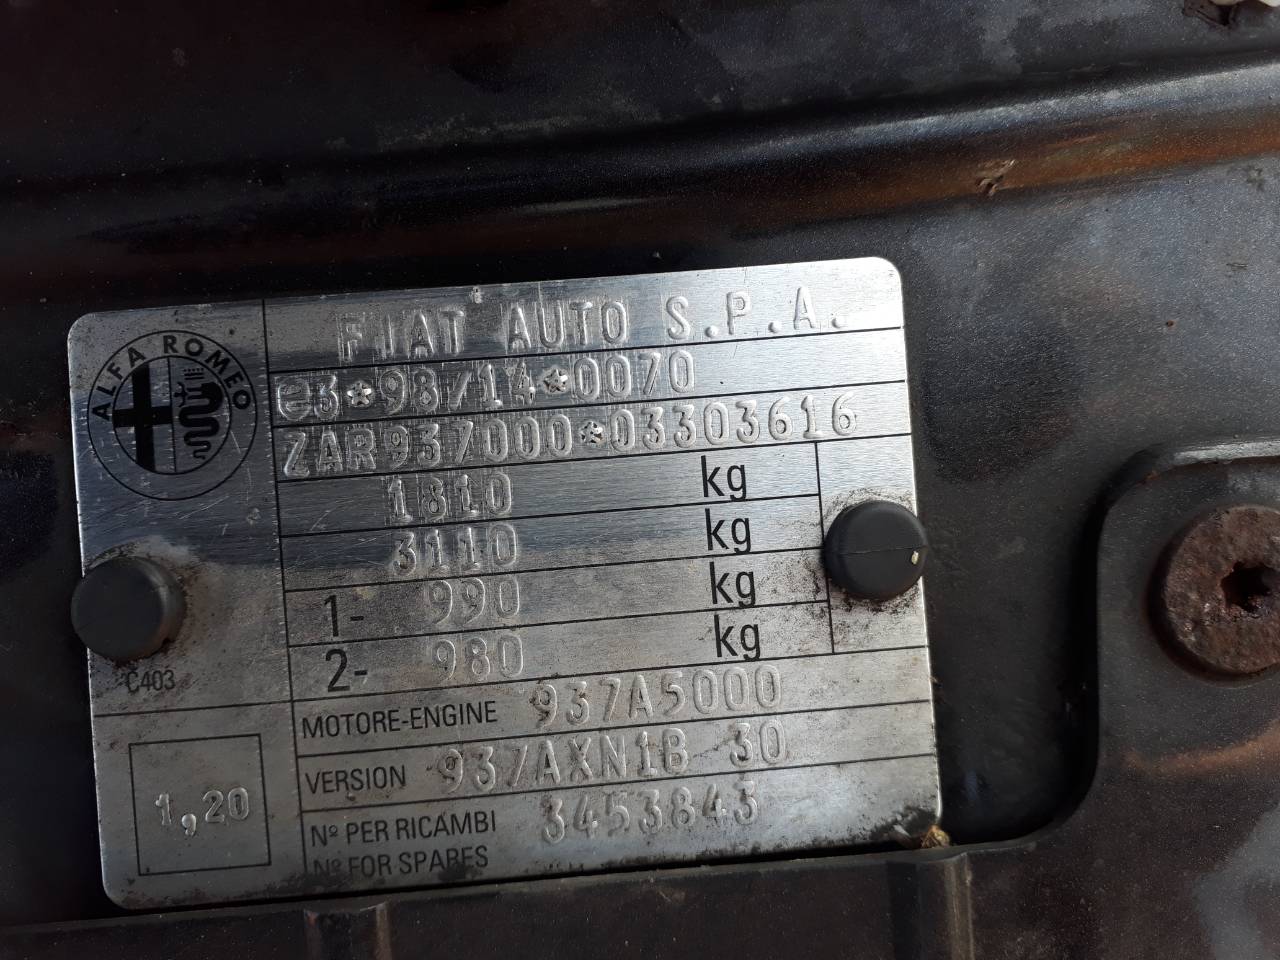 ALFA ROMEO
FIAT AUTO S.P.A.
e3*98/14*0070
ZAR937000*03303616
1810 kg
3110 kg
1- 990 kg
2- 980 kg
C403
MOTORE-ENGINE 937A5000
VERSION 937AXN1B 30
1,20
Nº PER RICAMBI 3453843
Nº FOR SPARES